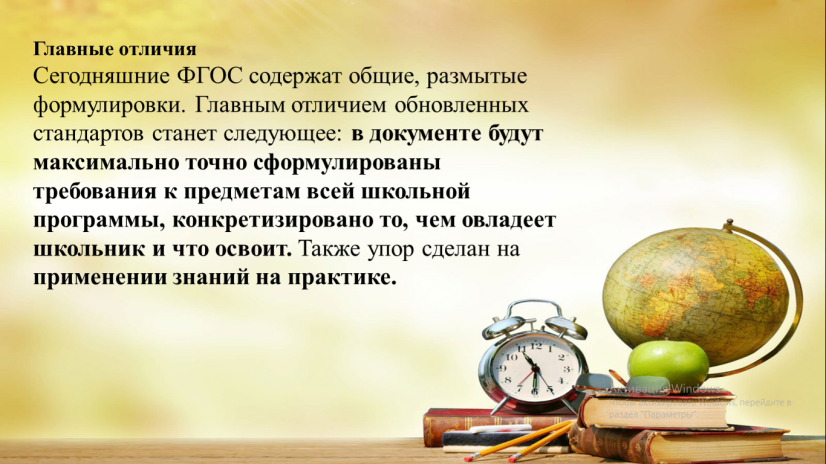 Главные отличия
Сегодняшние ФГОС содержат общие, размытые
формулировки. Главным отличием обновленных
стандартов станет следующее: в документе будут
максимально точно сформулированы
требования к предметам всей школьной
программы, конкретизировано то, чем овладеет
школьник и что освоит. Также упор сделан на
применении знаний на практике.
Активация Windows
Windows, перейдите в
раздел "Параметры".